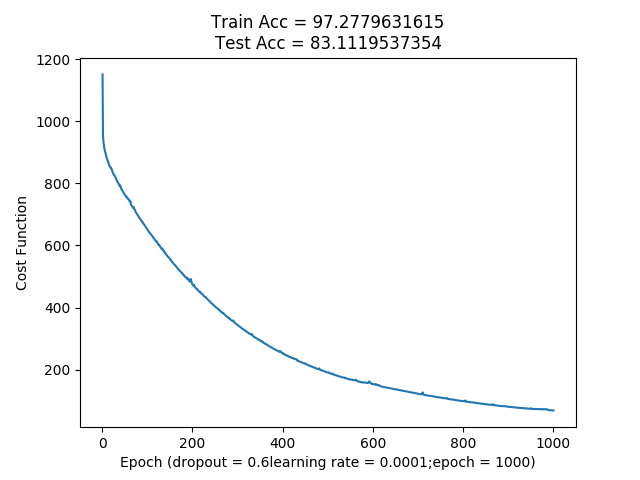 Train Acc = 97.2779631615
Test Acc = 83.1119537354
1200
1000
800
600
400
200
Cost Function
0 200 400 600 800 1000
Epoch (dropout = 0.6learning rate = 0.0001;epoch = 1000)